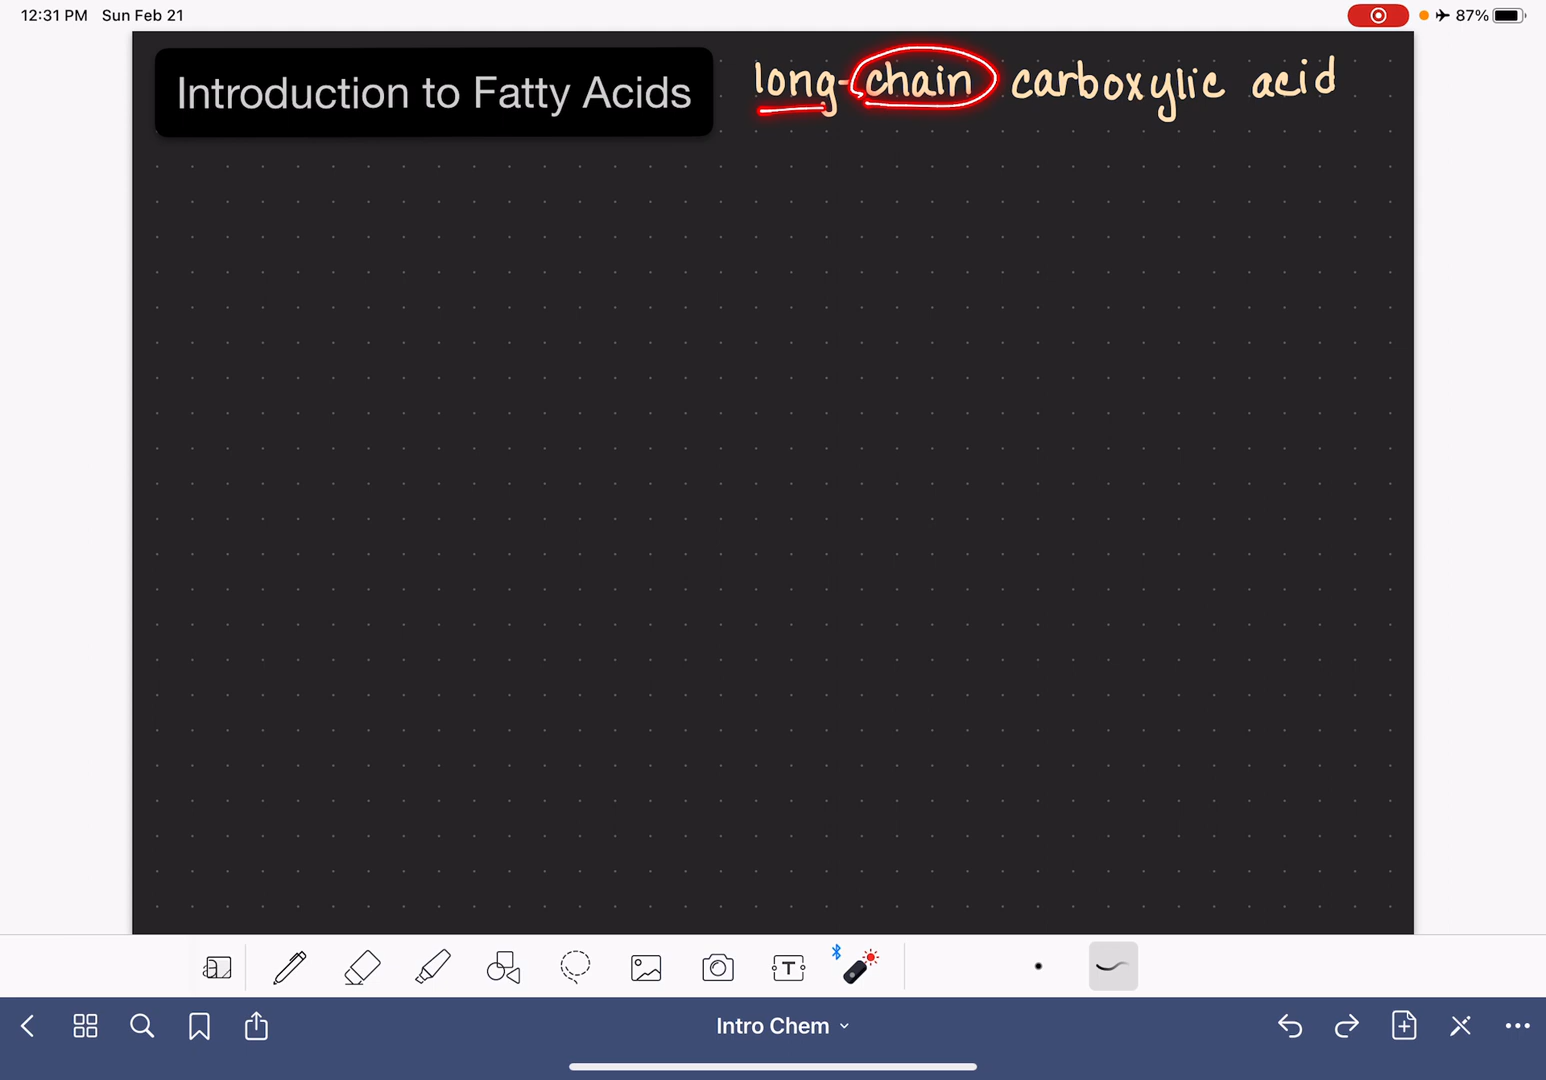 12:31 PM Sun Feb 21
87%
Introduction to Fatty Acids
long-chain carboxylic acid
T
Intro Chem